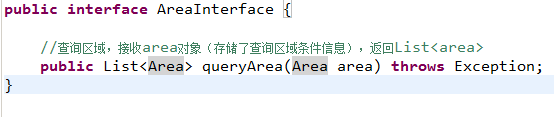 public interface AreaInterface {
//查询区域，接收area对象（存储了查询区域条件信息），返回List<area>
public List<Area> queryArea(Area area) throws Exception;
}